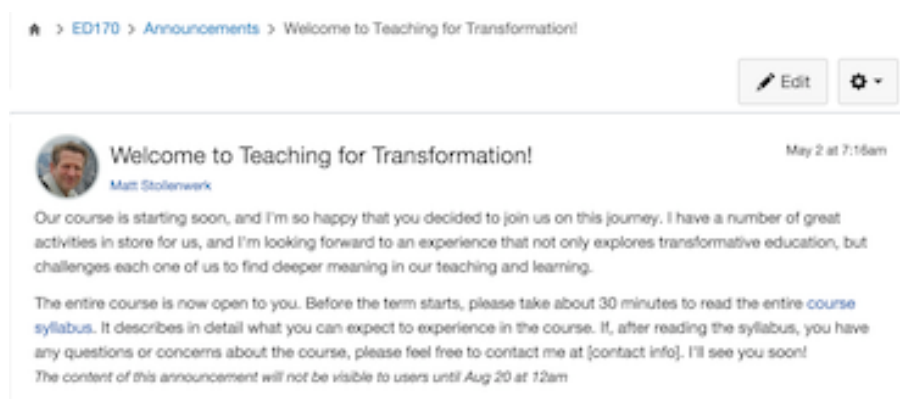 > ED170 > Announcements > Welcome to Teaching for Transformation!
Edit
Welcome to Teaching for Transformation!
May 2 at 7:16am
Matt Stollenwerk
Our course is starting soon, and I'm so happy that you decided to join us on this journey. I have a number of great
activities in store for us, and I'm looking forward to an experience that not only explores transformative education, but
challenges each one of us to find deeper meaning in our teaching and learning.
The entire course is now open to you. Before the term starts, please take about 30 minutes to read the entire course
syllabus. It describes in detail what you can expect to experience in the course. If, after reading the syllabus, you have
any questions or concerns about the course, please feel free to contact me at [contact info]. I'll see you soon!
The content of this announcement will not be visible to users until Aug 20 at 12am